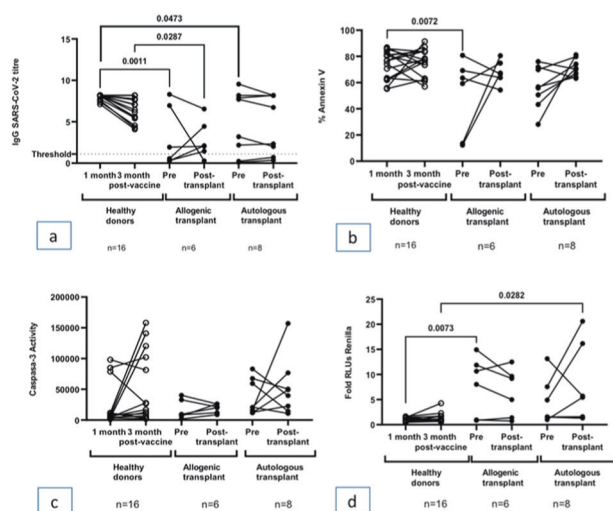 0.0473
0.0287
0.0011
IgG SARS-CoV-2 titre
15
10
5
0
Threshold
1 month 3 month post-vaccine
Pre Post-transplant
Pre Post-transplant
Healthy donors
Allogenic transplant
Autologous transplant
a
n=16
n=6
n=8
0.0072
% Annexin V
100
80
60
40
20
0
1 month 3 month post-vaccine
Pre Post-transplant
Pre Post-transplant
Healthy donors
Allogenic transplant
Autologous transplant
b
n=16
n=6
n=8
Caspasa-3 Activity
200000
150000
100000
50000
0
1 month 3 month post-vaccine
Pre Post-transplant
Pre Post-transplant
Healthy donors
Allogenic transplant
Autologous transplant
c
n=16
n=6
n=8
0.0282
0.0073
Fold RLUs Renilla
25
20
15
10
5
0
1 month 3 month post-vaccine
Pre Post-transplant
Pre Post-transplant
Healthy donors
Allogenic transplant
Autologous transplant
d
n=16
n=6
n=8